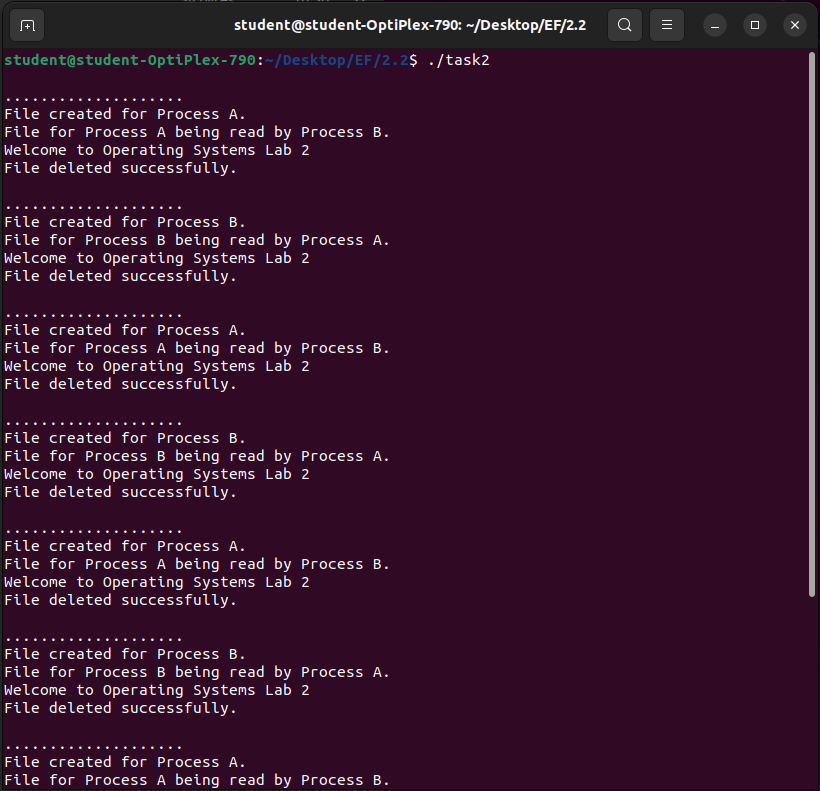 student@student-OptiPlex-790: ~/Desktop/EF/2.2
student@student-OptiPlex-790:~/Desktop/EF/2.2$ ./task2
....................
File created for Process A.
File for Process A being read by Process B.
Welcome to Operating Systems Lab 2
File deleted successfully.
....................
File created for Process B.
File for Process B being read by Process A.
Welcome to Operating Systems Lab 2
File deleted successfully.
....................
File created for Process A.
File for Process A being read by Process B.
Welcome to Operating Systems Lab 2
File deleted successfully.
....................
File created for Process B.
File for Process B being read by Process A.
Welcome to Operating Systems Lab 2
File deleted successfully.
....................
File created for Process A.
File for Process A being read by Process B.
Welcome to Operating Systems Lab 2
File deleted successfully.
....................
File created for Process B.
File for Process B being read by Process A.
Welcome to Operating Systems Lab 2
File deleted successfully.
....................
File created for Process A.
File for Process A being read by Process B.